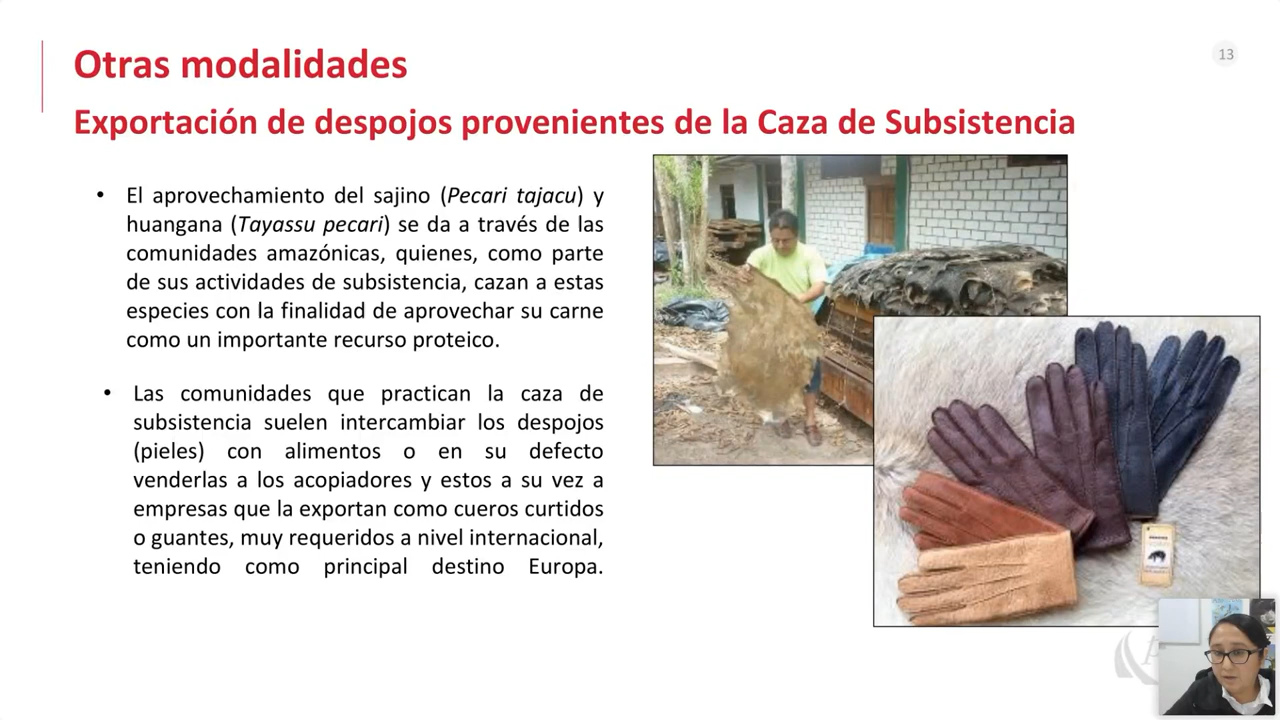 13
Otras modalidades
Exportación de despojos provenientes de la Caza de Subsistencia
• El aprovechamiento del sajino (Pecari tajacu) y
huangana (Tayassu pecari) se da a través de las
comunidades amazónicas, quienes, como parte
de sus actividades de subsistencia, cazan a estas
especies con la finalidad de aprovechar su carne
como un importante recurso proteico.
• Las comunidades que practican la caza de
subsistencia suelen intercambiar los despojos
(pieles) con alimentos o en su defecto
venderlas a los acopiadores y estos a su vez a
empresas que la exportan como cueros curtidos
o guantes, muy requeridos a nivel internacional,
teniendo como principal destino Europa.